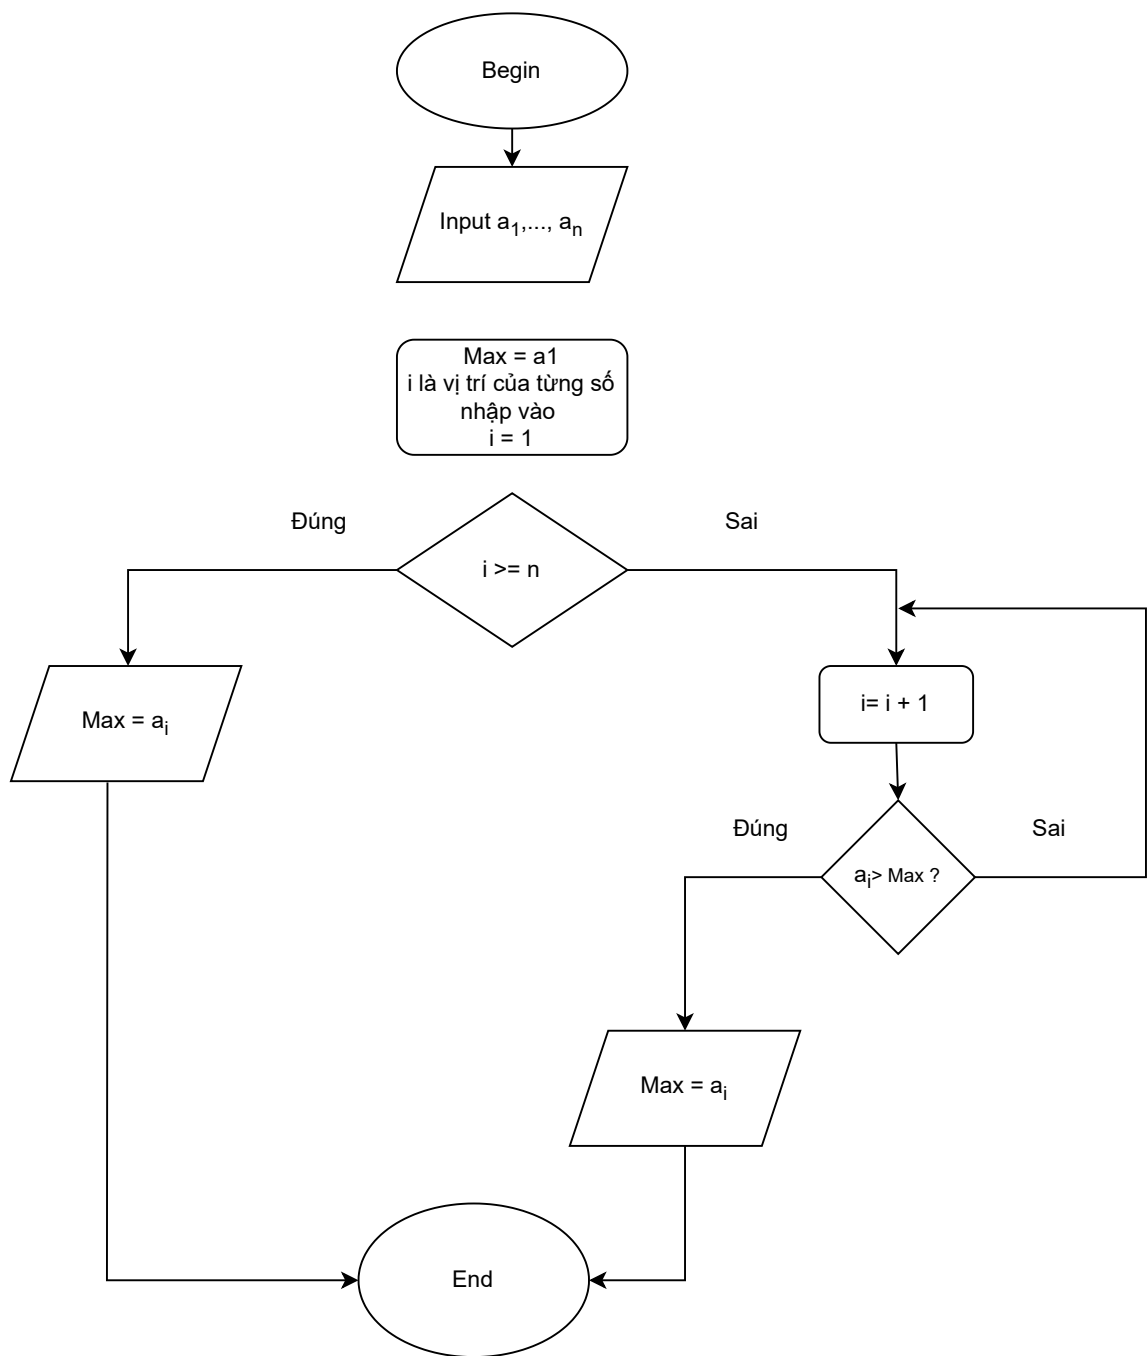 Begin
Input a₁,..., aₙ
Max = a1
i là vị trí của từng số
nhập vào
i = 1
Đúng
Sai
i >= n
Max = aᵢ
i= i + 1
Đúng
Sai
aᵢ> Max ?
Max = aᵢ
End